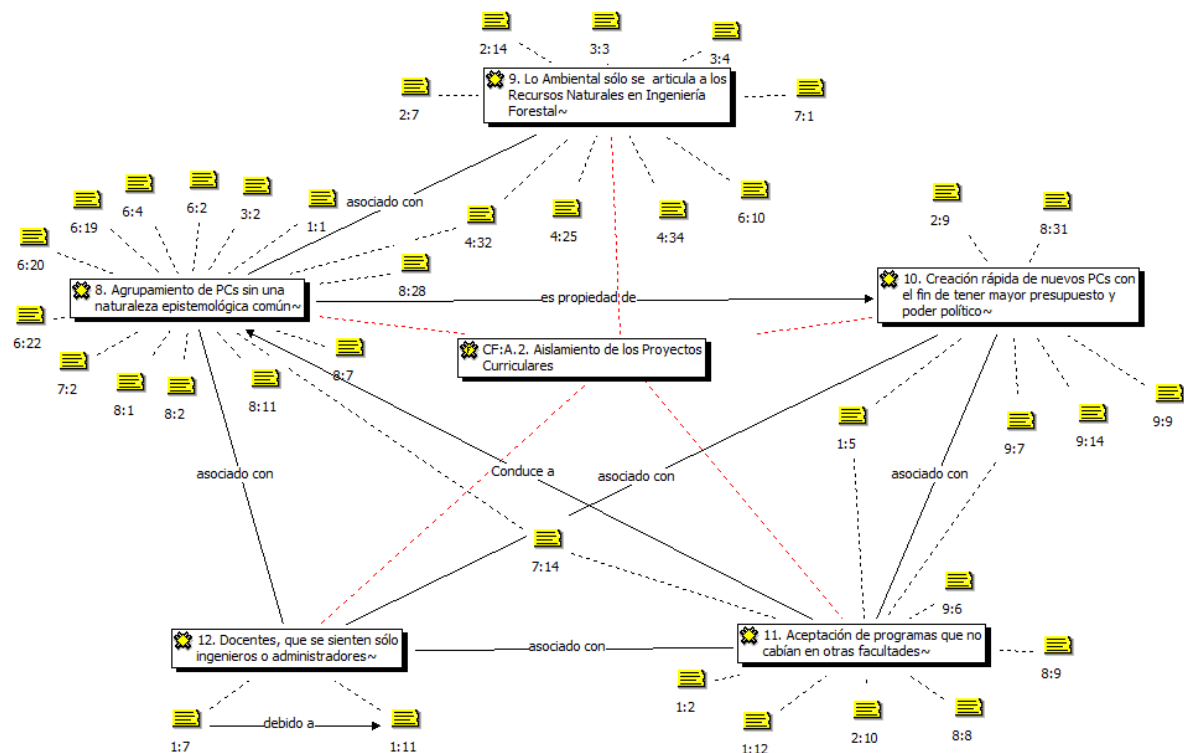 2:14
3:3
3:4
9. Lo Ambiental sólo se articula a los
Recursos Naturales en Ingeniería
Forestal~
2:7
7:1
6:19
6:4
6:2
3:2
1:1
asociado con
4:32
4:25
4:34
6:10
2:9
8:31
6:20
8:28
8. Agrupamiento de PCs sin una
naturaleza epistemológica común~
es propiedad de
10. Creación rápida de nuevos PCs con
el fin de tener mayor presupuesto y
poder político~
6:22
CF:A.2. Aislamiento de los Proyectos
Curriculares
7:2
8:1
8:2
8:11
8:7
1:5
9:7
9:14
9:9
asociado con
Conduce a
asociado con
asociado con
7:14
9:6
12. Docentes, que se sienten sólo
ingenieros o administradores~
asociado con
11. Aceptación de programas que no
cabían en otras facultades~
8:9
1:2
1:7
debido a
1:11
1:12
2:10
8:8